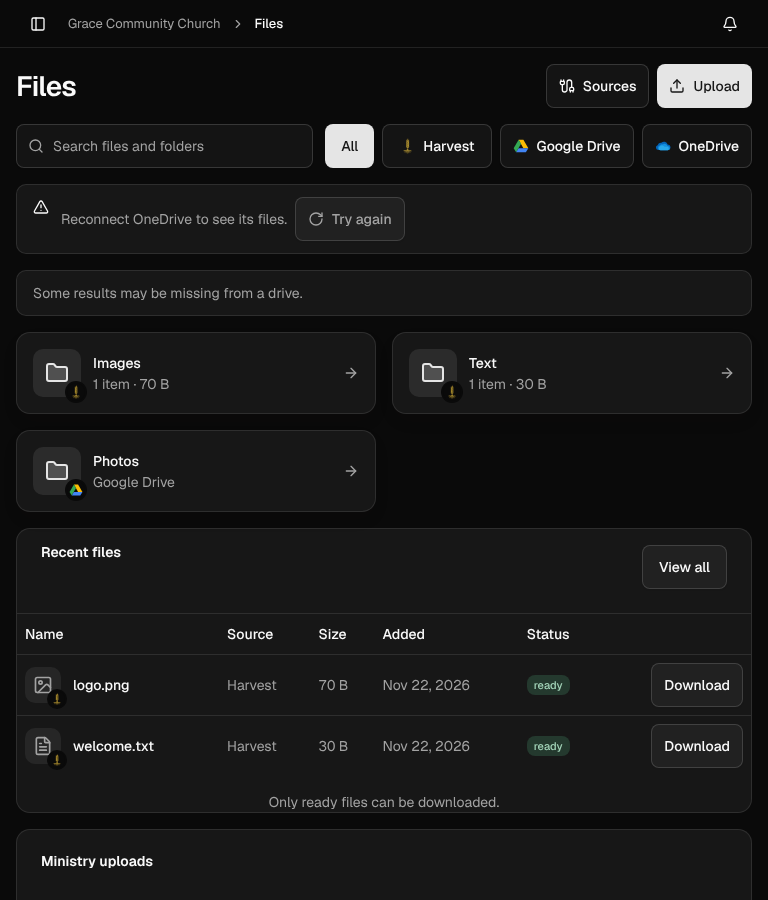 Grace Community Church > Files
Files
Sources
Upload
Search files and folders
All
Harvest
Google Drive
OneDrive
Reconnect OneDrive to see its files.
Try again
Some results may be missing from a drive.
Images
1 item · 70 B
Text
1 item · 30 B
Photos
Google Drive
Recent files
View all
Name Source Size Added Status
logo.png Harvest 70 B Nov 22, 2026 ready Download
welcome.txt Harvest 30 B Nov 22, 2026 ready Download
Only ready files can be downloaded.
Ministry uploads